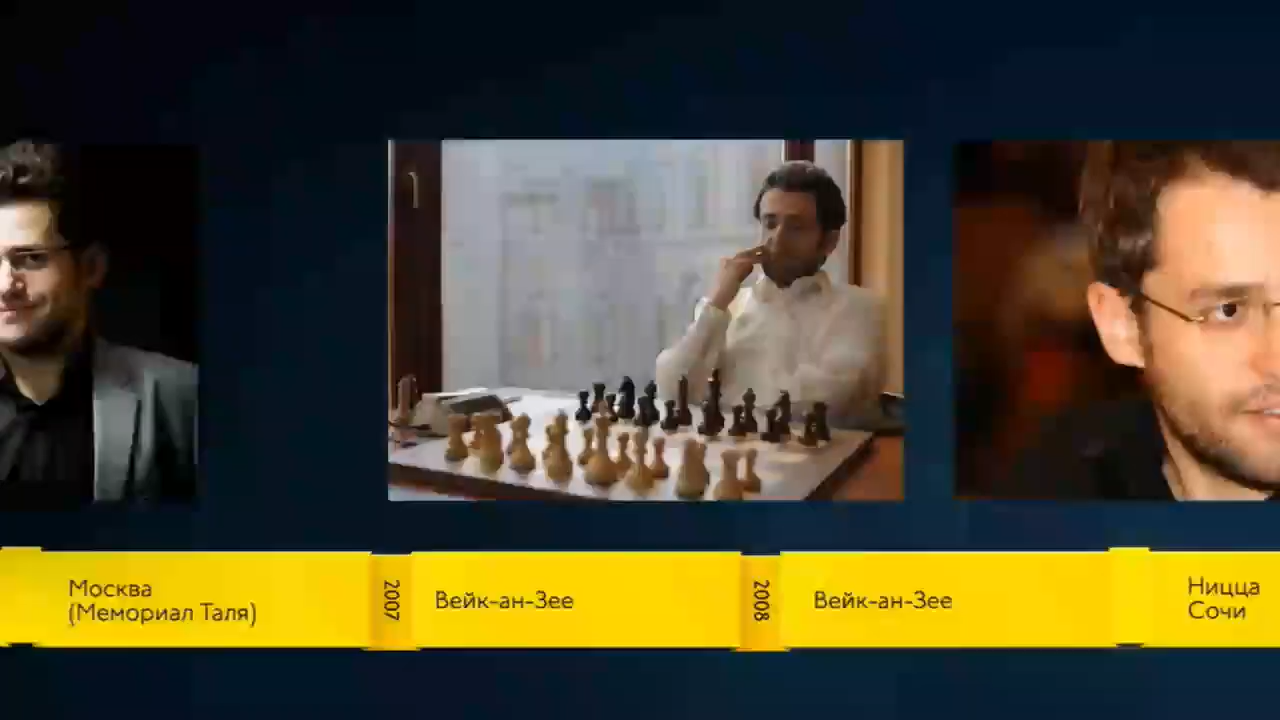 Москва
(Мемориал Таля)
2007
Вейк-ан-Зее
2008
Вейк-ан-Зее
Ницца
Сочи